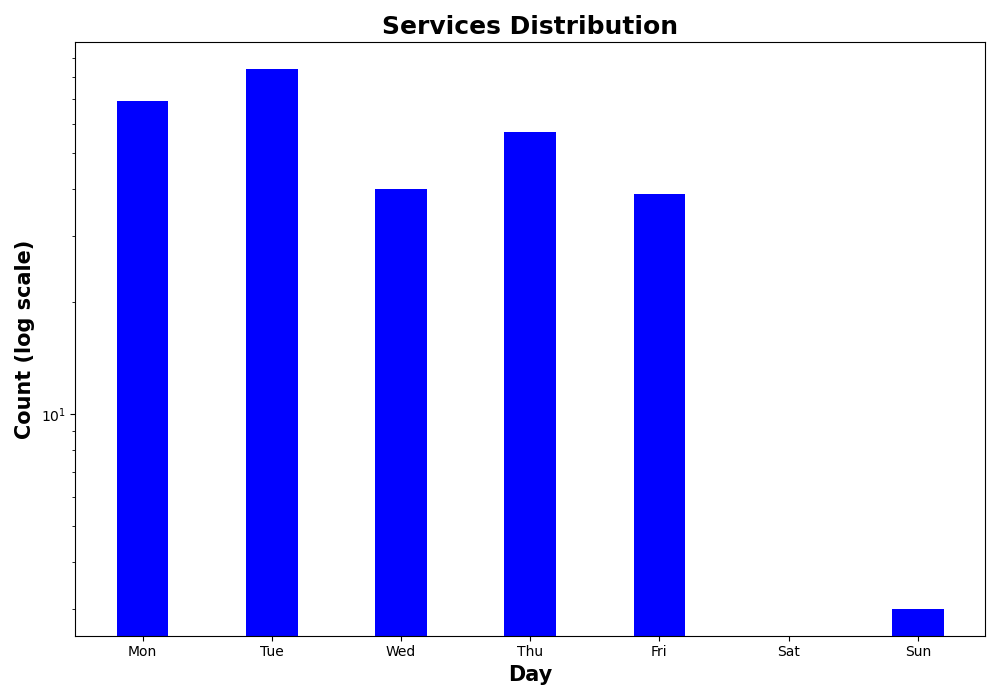 Services Distribution
Count (log scale)
10¹
Mon Tue Wed Thu Fri Sat Sun
Day